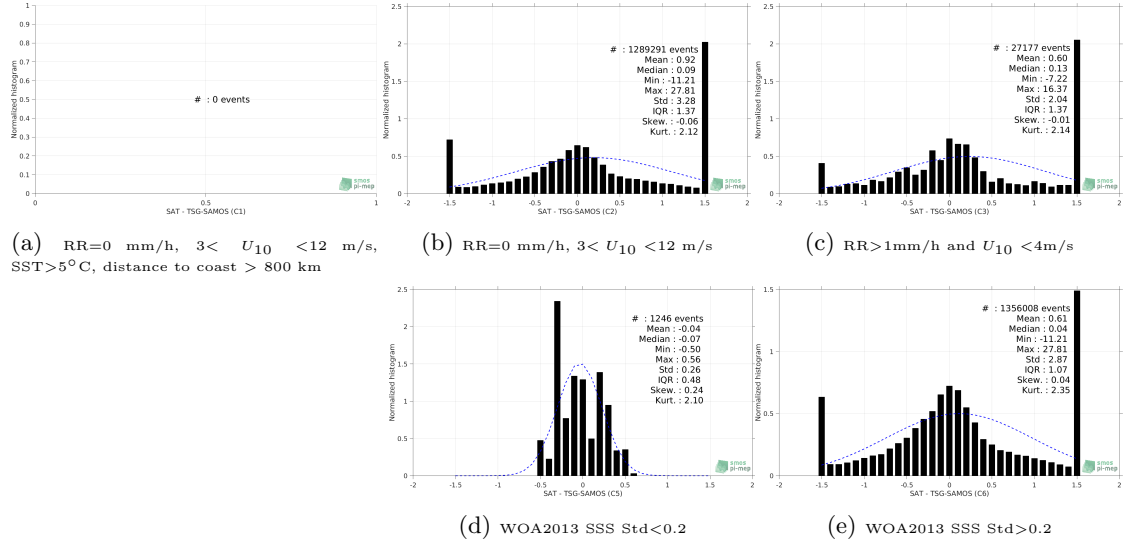 1
0.9
0.8
0.7
0.6
0.5
0.4
0.3
0.2
0.1
0
Normalized histogram
# : 0 events
0 0.5 1
SAT - TSG-SAMOS (C1)
smos
pi-mep
(a) RR=0 mm/h, 3< U10 <12 m/s,
SST>5°C, distance to coast > 800 km
2.5
2
1.5
1
0.5
0
Normalized histogram
# : 1289291 events
Mean : 0.92
Median : 0.09
Min : -11.21
Max : 27.81
Std : 3.28
IQR : 1.37
Skew. : -0.06
Kurt. : 2.12
-2 -1.5 -1 -0.5 0 0.5 1 1.5 2
SAT - TSG-SAMOS (C2)
smos
pi-mep
(b) RR=0 mm/h, 3< U10 <12 m/s
2.5
2
1.5
1
0.5
0
Normalized histogram
# : 27177 events
Mean : 0.60
Median : 0.13
Min : -7.22
Max : 16.37
Std : 2.04
IQR : 1.37
Skew. : -0.01
Kurt. : 2.14
-2 -1.5 -1 -0.5 0 0.5 1 1.5 2
SAT - TSG-SAMOS (C3)
smos
pi-mep
(c) RR>1mm/h and U10 <4m/s
2.5
2
1.5
1
0.5
0
Normalized histogram
# : 1246 events
Mean : -0.04
Median : -0.07
Min : -0.50
Max : 0.56
Std : 0.26
IQR : 0.48
Skew. : 0.24
Kurt. : 2.10
-2 -1.5 -1 -0.5 0 0.5 1 1.5 2
SAT - TSG-SAMOS (C5)
smos
pi-mep
(d) WOA2013 SSS Std<0.2
1.5
1
0.5
0
Normalized histogram
# : 1356008 events
Mean : 0.61
Median : 0.04
Min : -11.21
Max : 27.81
Std : 2.87
IQR : 1.07
Skew. : 0.04
Kurt. : 2.35
-2 -1.5 -1 -0.5 0 0.5 1 1.5 2
SAT - TSG-SAMOS (C6)
smos
pi-mep
(e) WOA2013 SSS Std>0.2